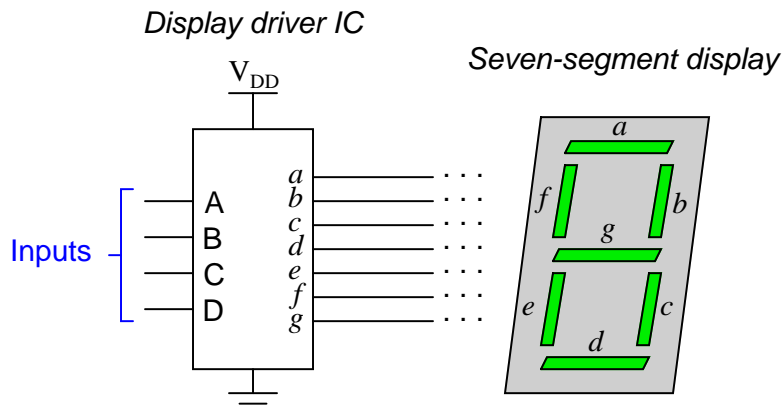 Display driver IC
Seven-segment display
VDD
Inputs
A
B
C
D
a
b
c
d
e
f
g
. . .
. . .
. . .
. . .
. . .
. . .
. . .
a
f
b
g
e
c
d